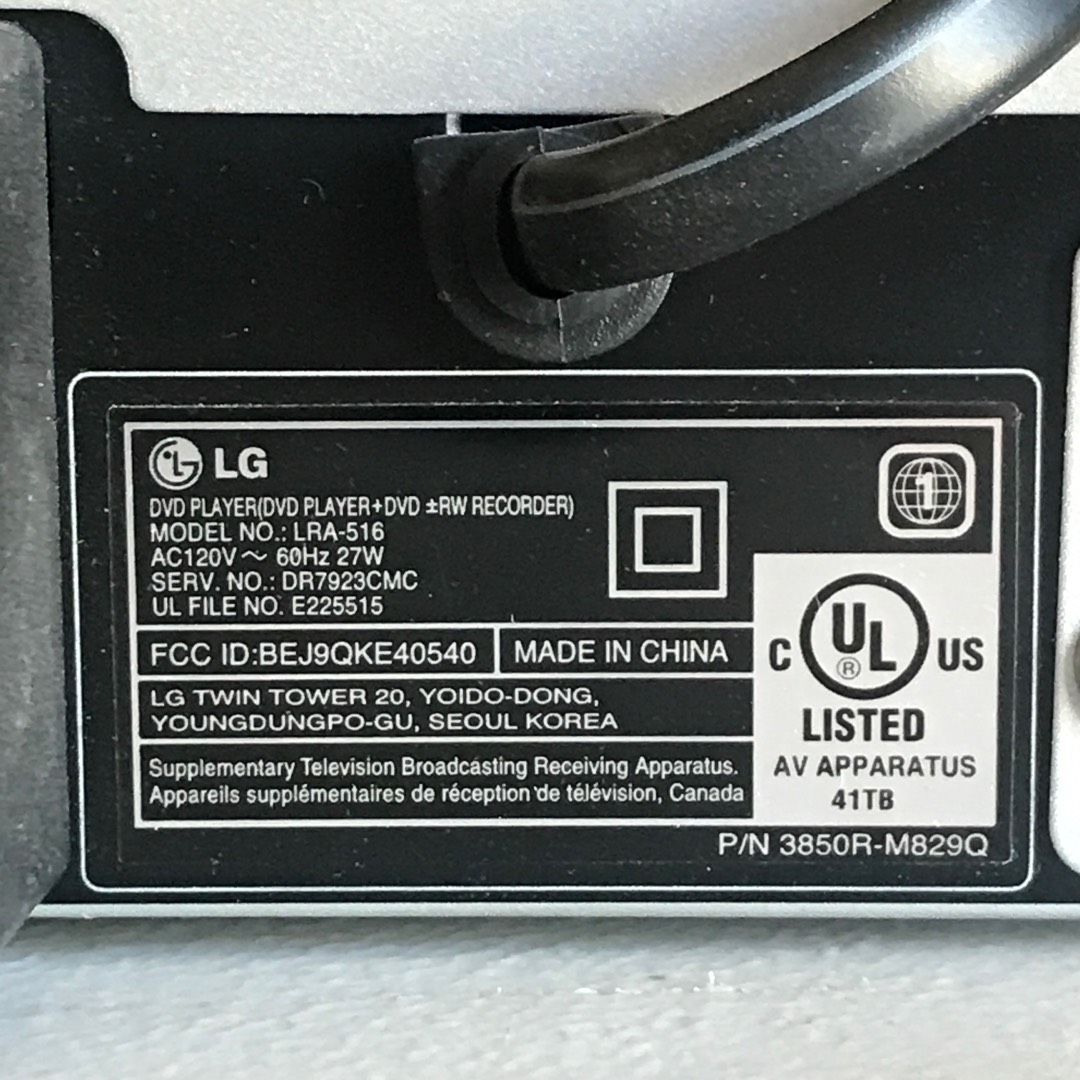 LG
DVD PLAYER(DVD PLAYER+DVD ±RW RECORDER)
MODEL NO.: LRA-516
AC120V ~ 60Hz 27W
SERV. NO.: DR7923CMC
UL FILE NO. E225515
1
FCC ID:BEJ9QKE40540
MADE IN CHINA
LG TWIN TOWER 20, YOIDO-DONG,
YOUNGDUNGPO-GU, SEOUL KOREA
Supplementary Television Broadcasting Receiving Apparatus.
Appareils supplémentaires de réception de télévision, Canada
C UL ® US
LISTED
AV APPARATUS
41TB
P/N 3850R-M829Q